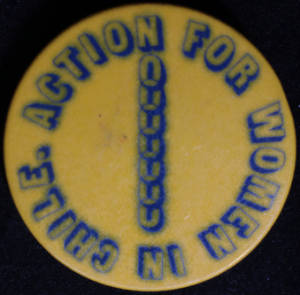 ACTION FOR WOMEN IN CHILE.